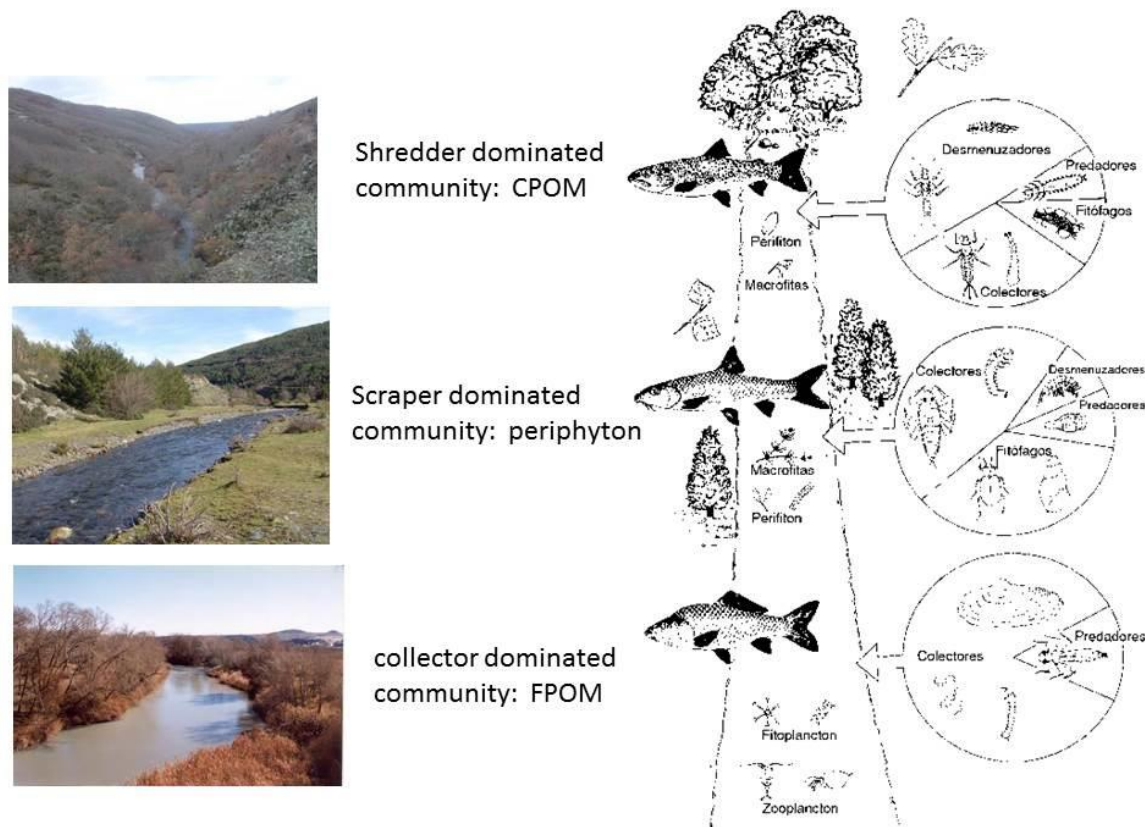 Shredder dominated
community: CPOM
Desmenuzadores
Predadores
Fitófagos
Colectores
Perifiton
Macrofitas
Scraper dominated
community: periphyton
Colectores
Desmenuzadores
Predadores
Fitófagos
Macrofitas
Perifiton
collector dominated
community: FPOM
Predadores
Colectores
Fitoplancton
Zooplancton